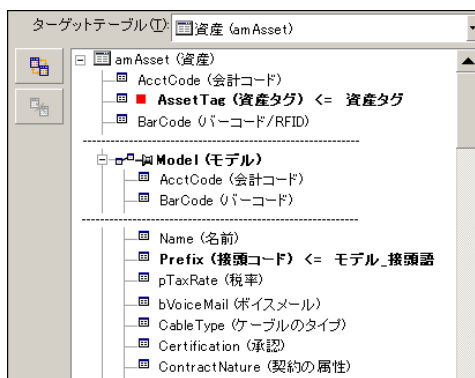 ターゲットテーブル(T): 資産 (amAsset)
amAsset (資産)
AcctCode (会計コード)
AssetTag (資産タグ) <= 資産タグ
BarCode (バーコード/RFID)
Model (モデル)
AcctCode (会計コード)
BarCode (バーコード)
Name (名前)
Prefix (接頭コード) <= モデル_接頭語
pTaxRate (税率)
bVoiceMail (ボイスメール)
CableType (ケーブルのタイプ)
Certification (承認)
ContractNature (契約の属性)